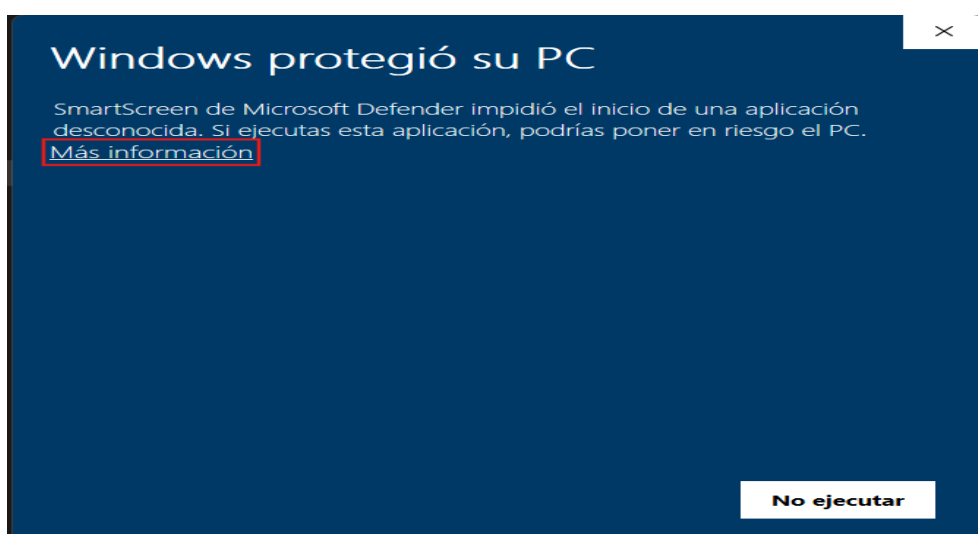 Windows protegió su PC
SmartScreen de Microsoft Defender impidió el inicio de una aplicación
desconocida. Si ejecutas esta aplicación, podrías poner en riesgo el PC.
Más información
No ejecutar